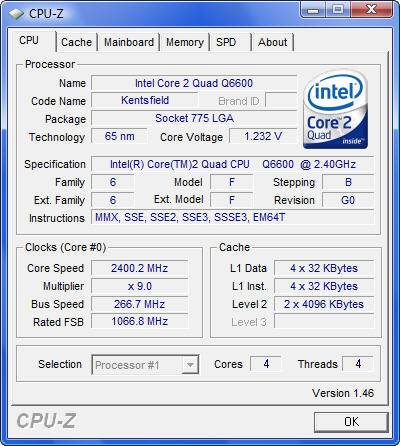 CPU-Z
CPU Cache Mainboard Memory SPD About
Processor
Name Intel Core 2 Quad Q6600
Code Name Kentsfield Brand ID
Package Socket 775 LGA
Technology 65 nm Core Voltage 1.232 V
intel
Core™2
Quad
inside™
Specification Intel(R) Core(TM)2 Quad CPU Q6600 @ 2.40GHz
Family 6 Model F Stepping B
Ext. Family 6 Ext. Model F Revision G0
Instructions MMX, SSE, SSE2, SSE3, SSSE3, EM64T
Clocks (Core #0)
Core Speed 2400.2 MHz
Multiplier x 9.0
Bus Speed 266.7 MHz
Rated FSB 1066.8 MHz
Cache
L1 Data 4 x 32 KBytes
L1 Inst. 4 x 32 KBytes
Level 2 2 x 4096 KBytes
Level 3
Selection Processor #1 Cores 4 Threads 4
Version 1.46
CPU-Z OK